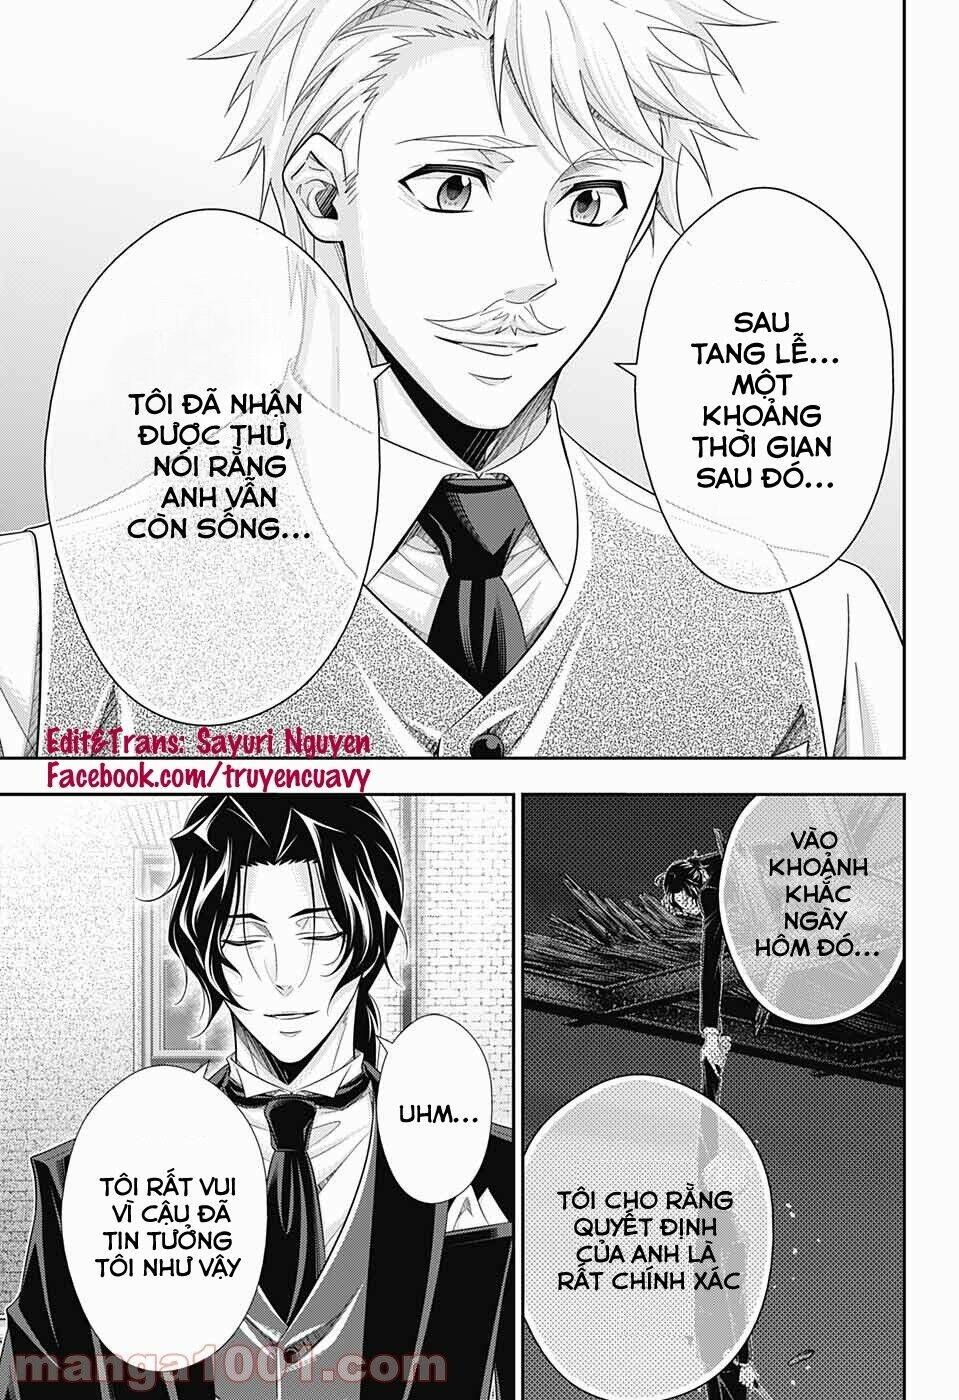 SAU
TANG LỄ...
MỘT
KHOẢNG
THỜI GIAN
SAU ĐÓ...
TÔI ĐÃ NHẬN
ĐƯỢC THƯ,
NÓI RẰNG
ANH VẪN
CÒN SỐNG...
Edit&Trans: Sayuri Nguyen
Facebook.com/truyencuavy
VÀO
KHOẢNH
KHẮC
NGÀY
HÔM ĐÓ...
TÔI CHO RẰNG
QUYẾT ĐỊNH
CỦA ANH LÀ
RẤT CHÍNH XÁC
UHM...
TÔI RẤT VUI
VÌ CẬU ĐÃ
TIN TƯỞNG
TÔI NHƯ VẬY
manga1001.com